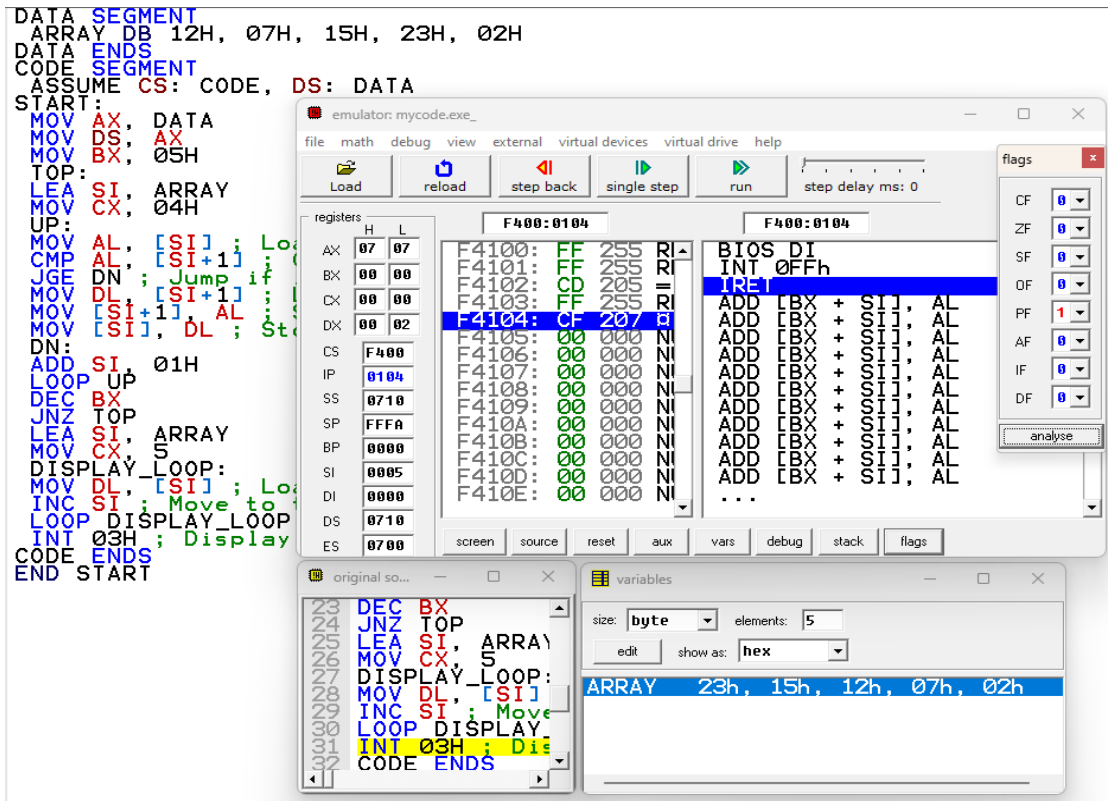 DATA SEGMENT
ARRAY DB 12H, 07H, 15H, 23H, 02H
DATA ENDS
CODE SEGMENT
ASSUME CS: CODE, DS: DATA
START:
MOV AX, DATA
MOV DS, AX
MOV BX, 05H
TOP:
LEA SI, ARRAY
MOV CX, 04H
UP:
MOV AL, [SI] ;
CMP AL, [SI+1] ;
JGE DN ; Jump if
MOV DL, [SI+1] ;
MOV [SI+1], AL ;
MOV [SI], DL ;
DN:
ADD SI, 01H
LOOP UP
DEC BX
JNZ TOP
LEA SI, ARRAY
MOV CX, 5
DISPLAY_LOOP:
MOV DL, [SI] ;
INC SI ; Move to
LOOP DISPLAY_LOOP
INT 03H ; Display
CODE ENDS
END START
emulator: mycode.exe_
file math debug view external virtual devices virtual drive help
Load reload step back single step run step delay ms: 0
registers
H L
F400:0104 F400:0104
AX 07 07
BX 00 00
CX 00 00
DX 00 02
CS F400
IP 0104
SS 0710
SP FFFA
BP 0000
SI 0005
DI 0000
DS 0710
ES 0700
F4100: FF 255
F4101: FF 255
F4102: CD 205 =
F4103: FF 255
F4104: CF 207 ¤
F4105: 00 000
F4106: 00 000
F4107: 00 000
F4108: 00 000
F4109: 00 000
F410A: 00 000
F410B: 00 000
F410C: 00 000
F410D: 00 000
F410E: 00 000
BIOS DI
INT 0FFh
IRET
ADD [BX + SI], AL
ADD [BX + SI], AL
ADD [BX + SI], AL
ADD [BX + SI], AL
ADD [BX + SI], AL
ADD [BX + SI], AL
ADD [BX + SI], AL
ADD [BX + SI], AL
ADD [BX + SI], AL
ADD [BX + SI], AL
ADD [BX + SI], AL
...
screen source reset aux vars debug stack flags
flags
CF 0
ZF 0
SF 0
OF 0
PF 1
AF 0
IF 0
DF 0
analyse
original so...
23 DEC BX
24 JNZ TOP
25 LEA SI, ARRAY
26 MOV CX, 5
27 DISPLAY_LOOP:
28 MOV DL, [SI]
29 INC SI ; Move
30 LOOP DISPLAY_
31 INT 03H ; Dis
32 CODE ENDS
variables
size: byte elements: 5
edit show as: hex
ARRAY 23h, 15h, 12h, 07h, 02h